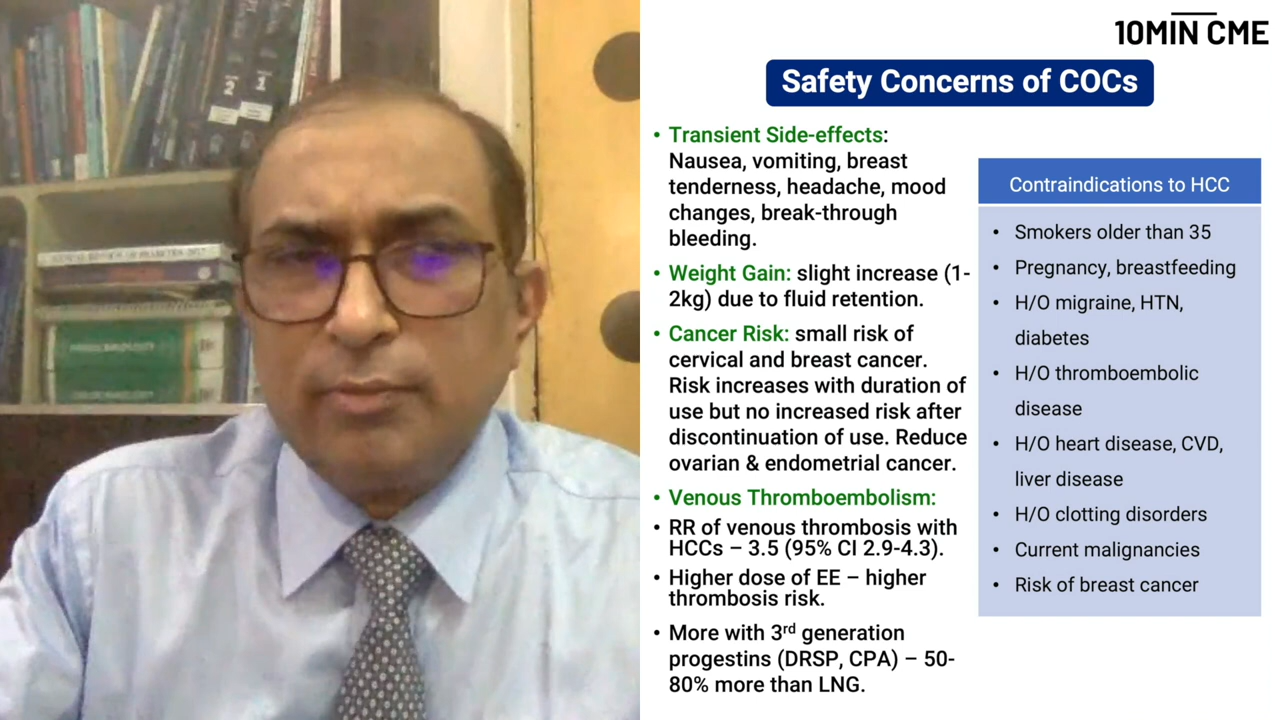 10MIN CME
Safety Concerns of COCs
• Transient Side-effects:
Nausea, vomiting, breast
tenderness, headache, mood
changes, break-through
bleeding.
• Weight Gain: slight increase (1-
2kg) due to fluid retention.
• Cancer Risk: small risk of
cervical and breast cancer.
Risk increases with duration of
use but no increased risk after
discontinuation of use. Reduce
ovarian & endometrial cancer.
• Venous Thromboembolism:
• RR of venous thrombosis with
HCCs – 3.5 (95% CI 2.9-4.3).
• Higher dose of EE – higher
thrombosis risk.
• More with 3rd generation
progestins (DRSP, CPA) – 50-
80% more than LNG.
Contraindications to HCC
• Smokers older than 35
• Pregnancy, breastfeeding
• H/O migraine, HTN,
diabetes
• H/O thromboembolic
disease
• H/O heart disease, CVD,
liver disease
• H/O clotting disorders
• Current malignancies
• Risk of breast cancer
2
1